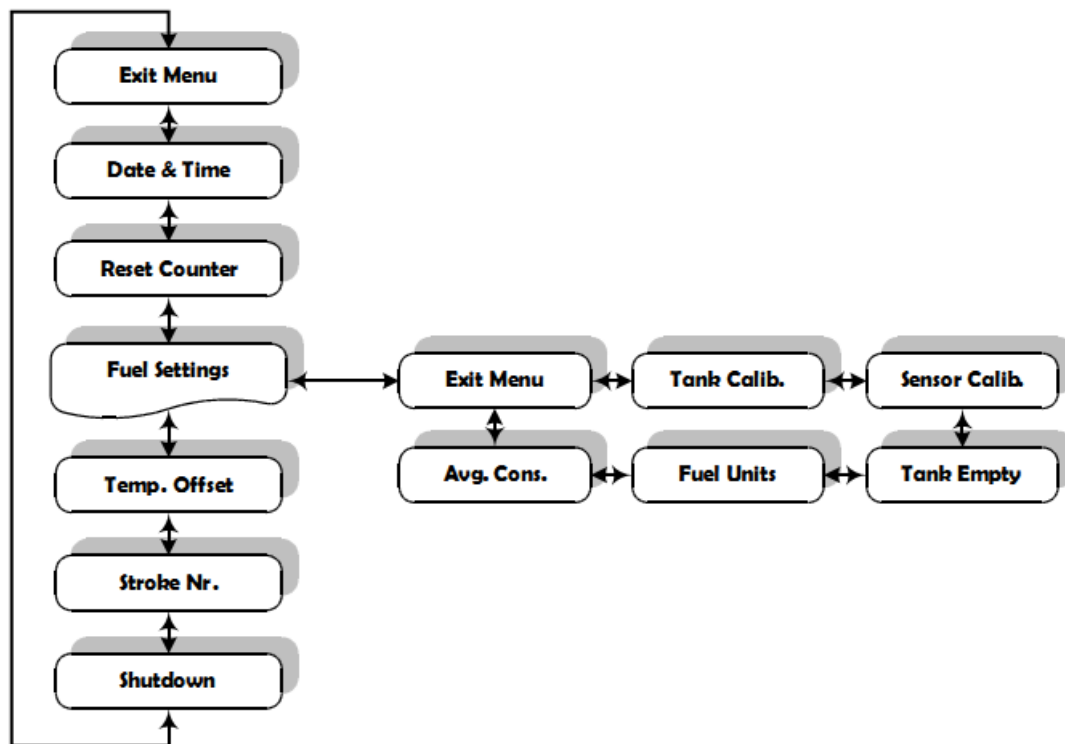 Exit Menu
Date & Time
Reset Counter
Fuel Settings
Exit Menu
Tank Calib.
Sensor Calib.
Avg. Cons.
Fuel Units
Tank Empty
Temp. Offset
Stroke Nr.
Shutdown